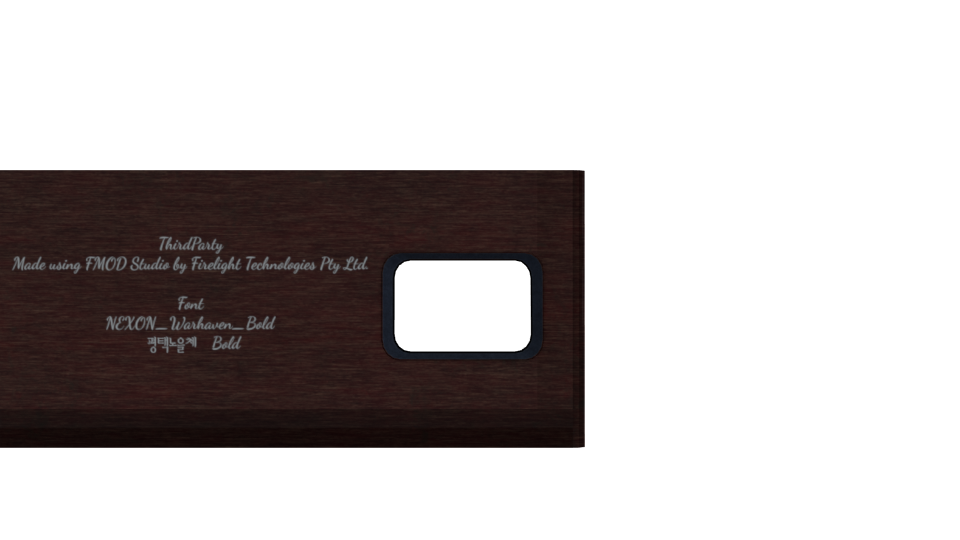 ThirdParty
Made using FMOD Studio by Firelight Technologies Pty Ltd.
Font
NEXON_Warhaven_Bold
평택노을체 Bold